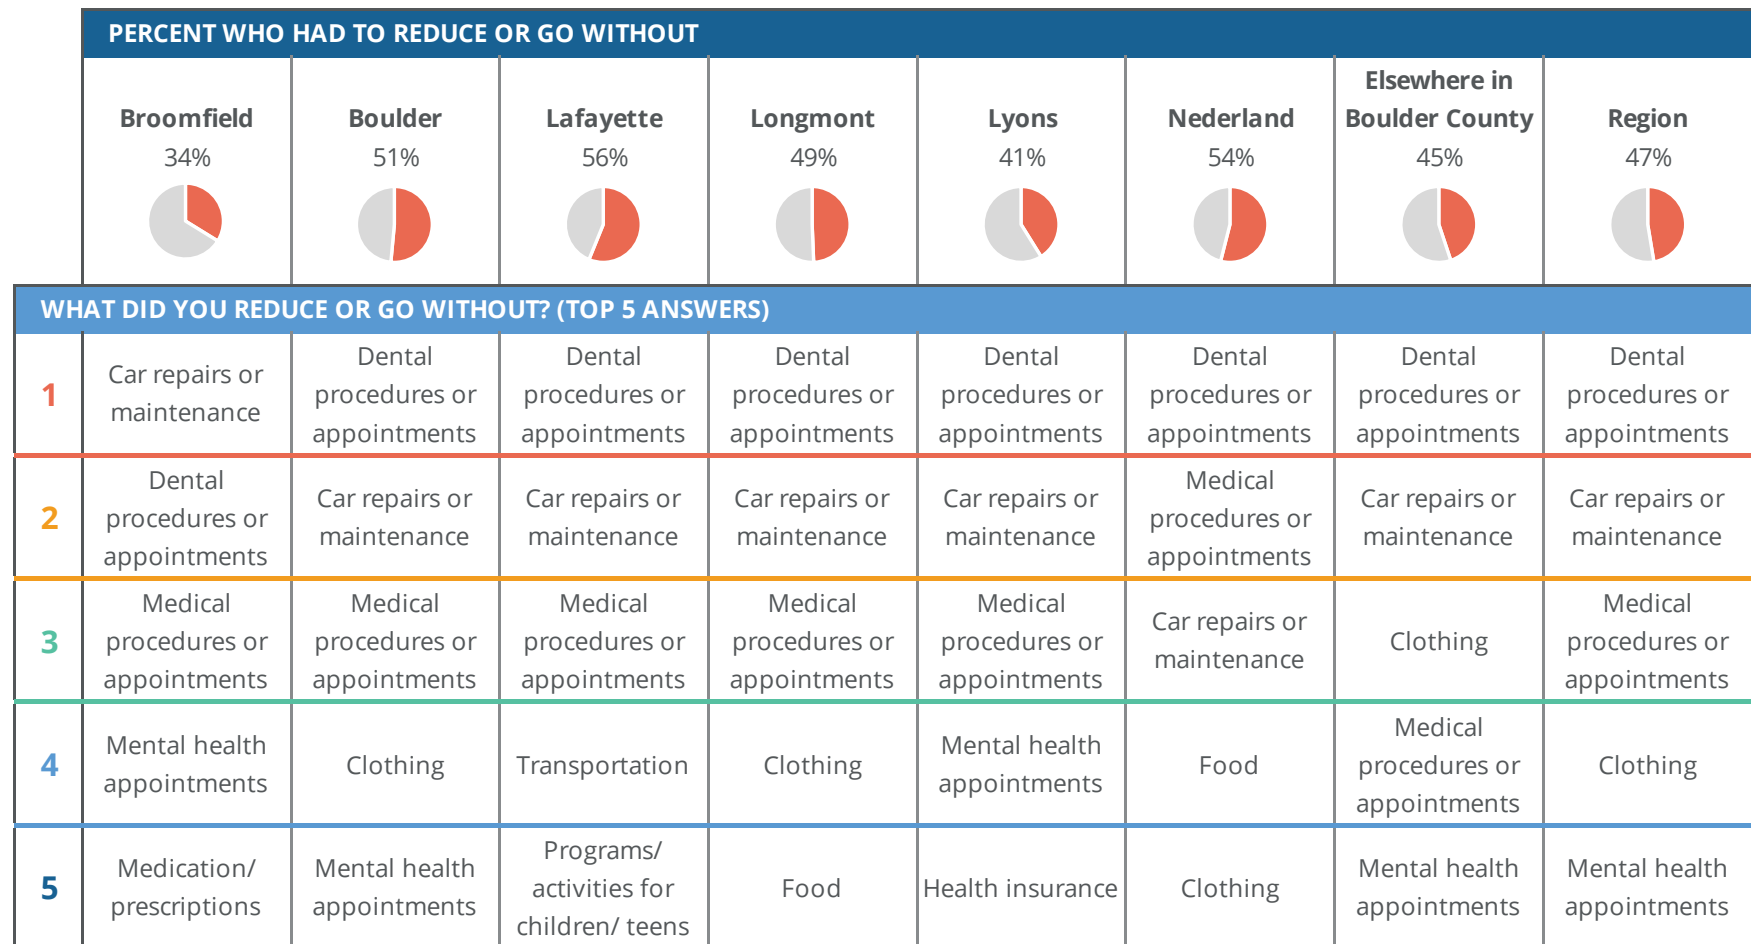 PERCENT WHO HAD TO REDUCE OR GO WITHOUT
Broomfield
34%
Boulder
51%
Lafayette
56%
Longmont
49%
Lyons
41%
Nederland
54%
Elsewhere in
Boulder County
45%
Region
47%
WHAT DID YOU REDUCE OR GO WITHOUT? (TOP 5 ANSWERS)
1
Car repairs or
maintenance
Dental
procedures or
appointments
Dental
procedures or
appointments
Dental
procedures or
appointments
Dental
procedures or
appointments
Dental
procedures or
appointments
Dental
procedures or
appointments
Dental
procedures or
appointments
2
Dental
procedures or
appointments
Car repairs or
maintenance
Car repairs or
maintenance
Car repairs or
maintenance
Car repairs or
maintenance
Medical
procedures or
appointments
Car repairs or
maintenance
Car repairs or
maintenance
3
Medical
procedures or
appointments
Medical
procedures or
appointments
Medical
procedures or
appointments
Medical
procedures or
appointments
Medical
procedures or
appointments
Car repairs or
maintenance
Clothing
Medical
procedures or
appointments
4
Mental health
appointments
Clothing
Transportation
Clothing
Mental health
appointments
Food
Medical
procedures or
appointments
Clothing
5
Medication/
prescriptions
Mental health
appointments
Programs/
activities for
children/ teens
Food
Health insurance
Clothing
Mental health
appointments
Mental health
appointments